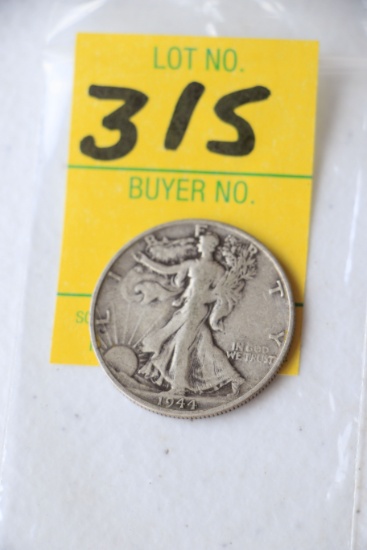 LOT NO.
315
BUYER NO.
LIBERTY
IN GOD
WE TRUST
1944